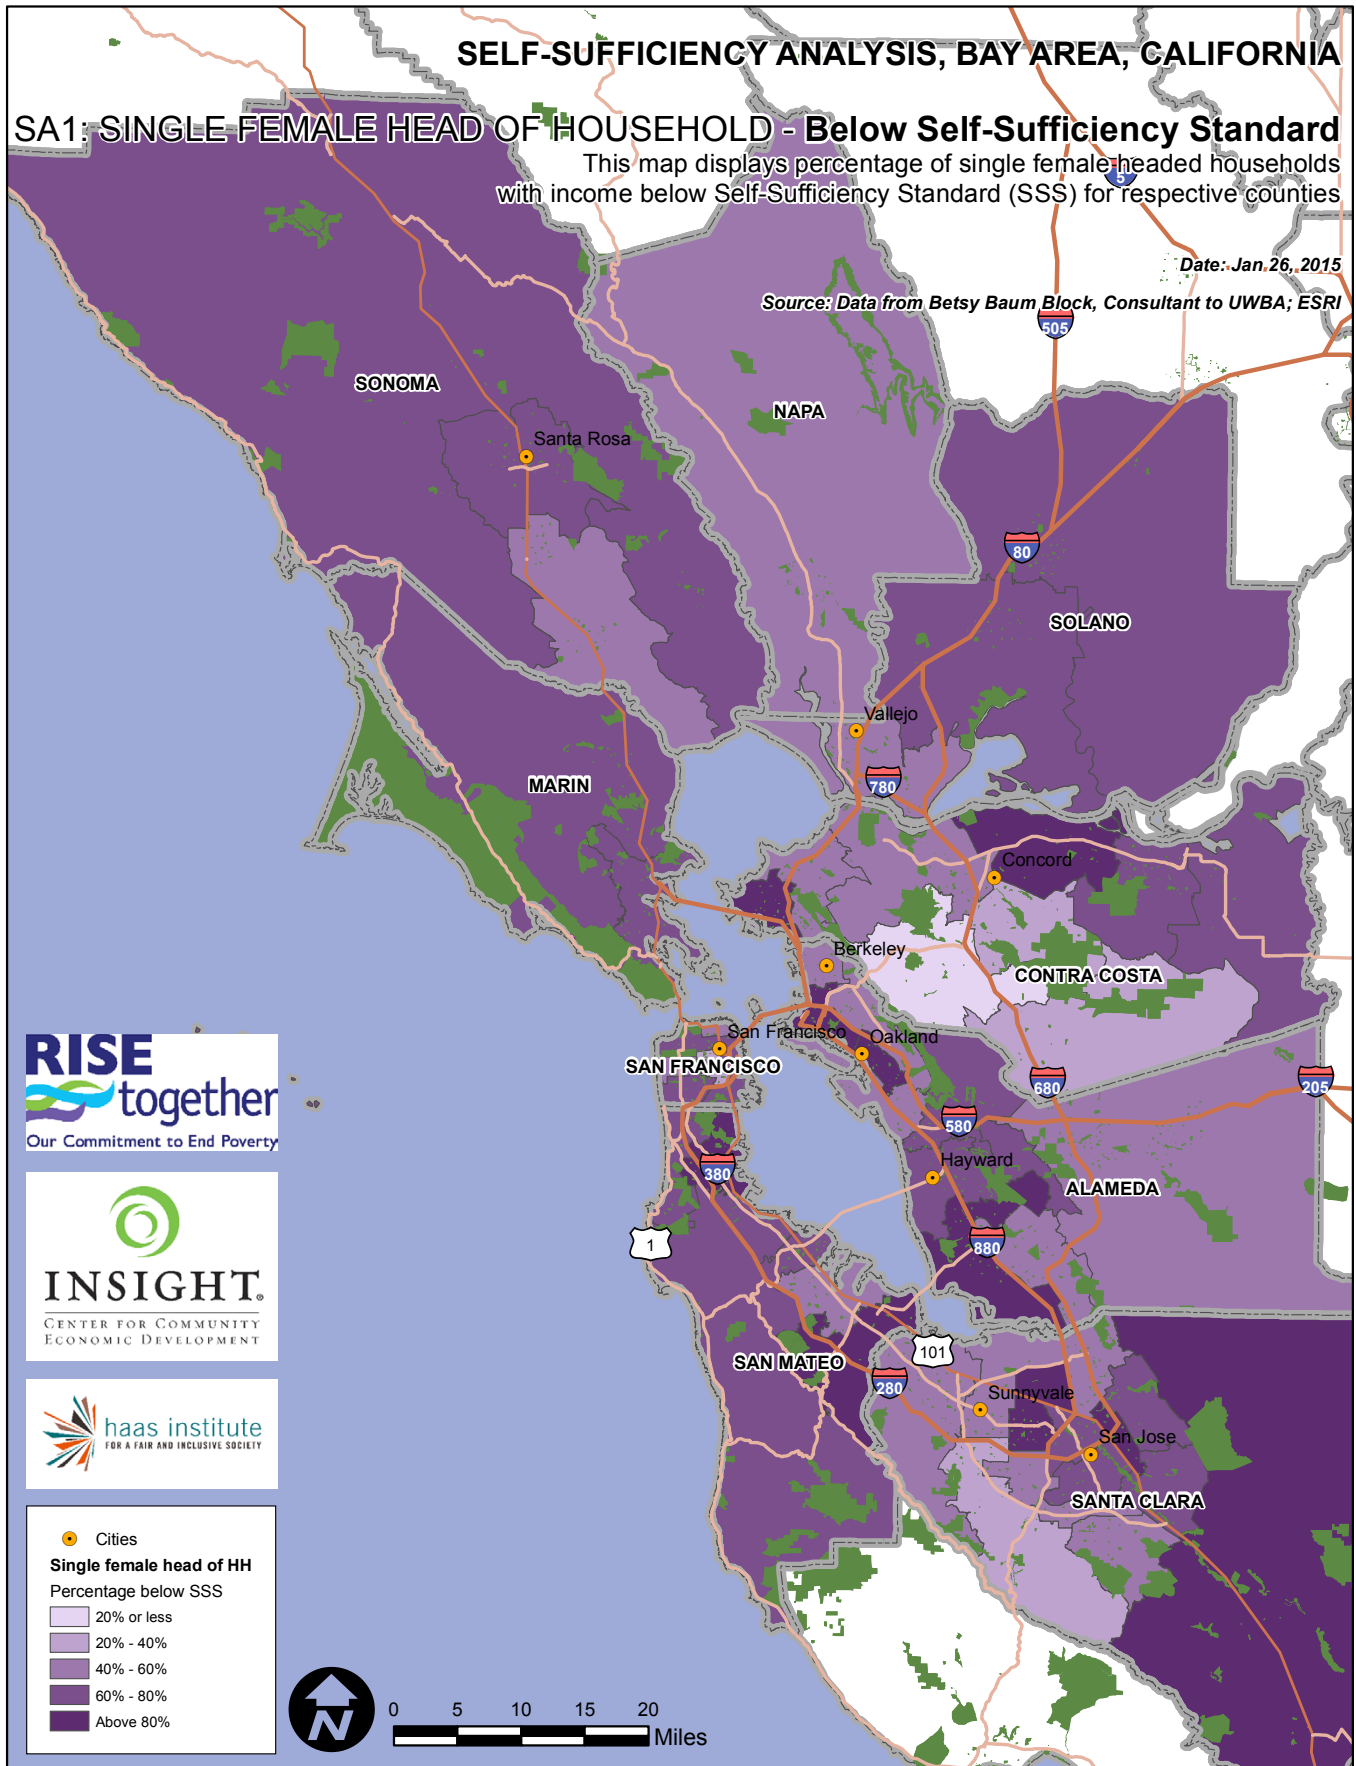 SELF-SUFFICIENCY ANALYSIS, BAY AREA, CALIFORNIA
SA1: SINGLE FEMALE HEAD OF HOUSEHOLD - Below Self-Sufficiency Standard
This map displays percentage of single female-headed households
with income below Self-Sufficiency Standard (SSS) for respective counties
5
Date: Jan 26, 2015
Source: Data from Betsy Baum Block, Consultant to UWBA; ESRI
505
SONOMA
NAPA
Santa Rosa
80
SOLANO
Vallejo
MARIN
780
Concord
Berkeley
CONTRA COSTA
San Francisco
Oakland
SAN FRANCISCO
680
205
580
380
Hayward
ALAMEDA
1
880
101
SAN MATEO
280
Sunnyvale
San Jose
SANTA CLARA
RISE
together
Our Commitment to End Poverty
INSIGHT®
CENTER FOR COMMUNITY
ECONOMIC DEVELOPMENT
haas institute
FOR A FAIR AND INCLUSIVE SOCIETY
Cities
Single female head of HH
Percentage below SSS
20% or less
20% - 40%
40% - 60%
60% - 80%
Above 80%
N
0 5 10 15 20
Miles